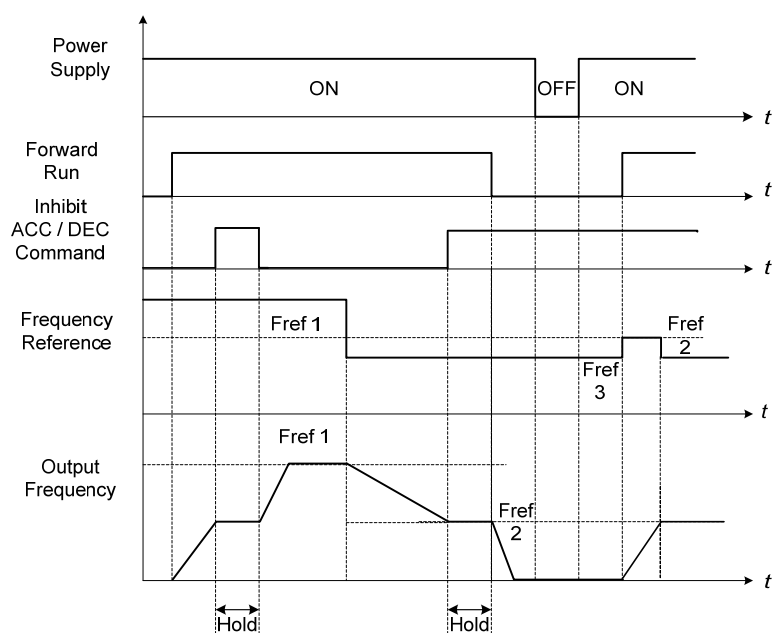 Power
Supply
ON
OFF
ON
t
Forward
Run
t
Inhibit
ACC / DEC
Command
t
Frequency
Reference
Fref 1
Fref
2
Fref
3
t
Output
Frequency
Fref 1
Fref
2
t
Hold
Hold